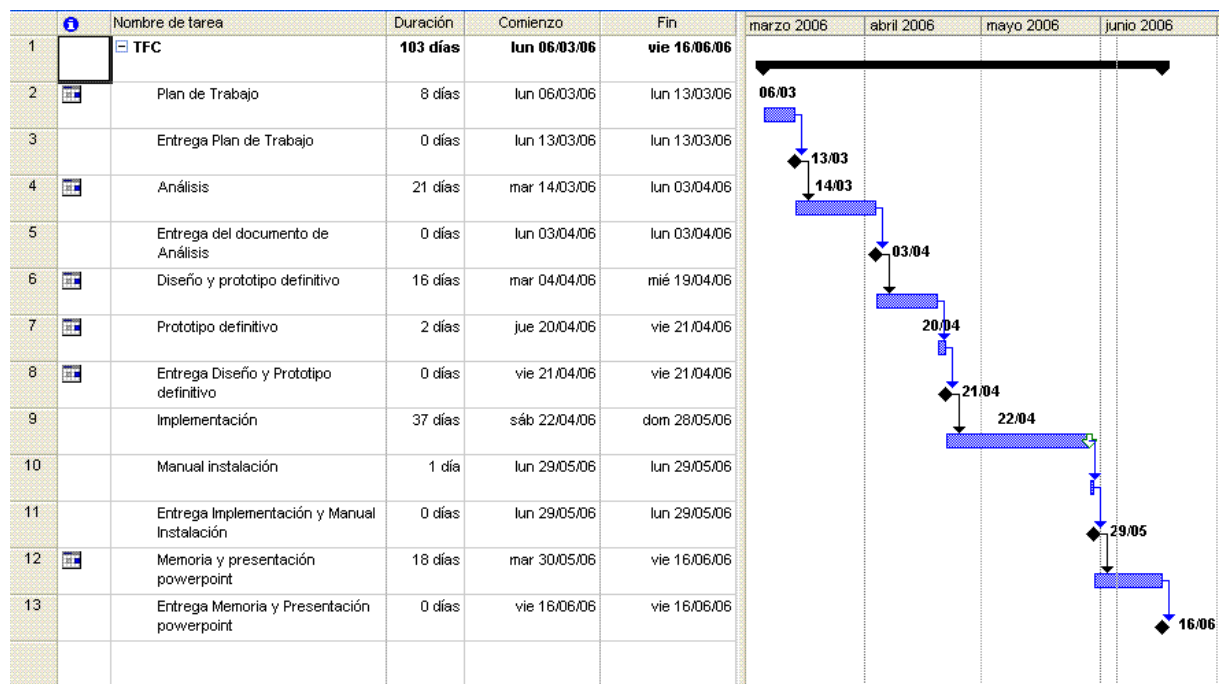 Nombre de tarea Duración Comienzo Fin marzo 2006 abril 2006 mayo 2006 junio 2006
1 TFC 103 días lun 06/03/06 vie 16/06/06
2 Plan de Trabajo 8 días lun 06/03/06 lun 13/03/06 06/03
3 Entrega Plan de Trabajo 0 días lun 13/03/06 lun 13/03/06 13/03
4 Análisis 21 días mar 14/03/06 lun 03/04/06 14/03
5 Entrega del documento de
Análisis 0 días lun 03/04/06 lun 03/04/06 03/04
6 Diseño y prototipo definitivo 16 días mar 04/04/06 mié 19/04/06
7 Prototipo definitivo 2 días jue 20/04/06 vie 21/04/06 20/04
8 Entrega Diseño y Prototipo
definitivo 0 días vie 21/04/06 vie 21/04/06 21/04
9 Implementación 37 días sáb 22/04/06 dom 28/05/06 22/04
10 Manual instalación 1 día lun 29/05/06 lun 29/05/06
11 Entrega Implementación y Manual
Instalación 0 días lun 29/05/06 lun 29/05/06 29/05
12 Memoria y presentación
powerpoint 18 días mar 30/05/06 vie 16/06/06
13 Entrega Memoria y Presentación
powerpoint 0 días vie 16/06/06 vie 16/06/06 16/06